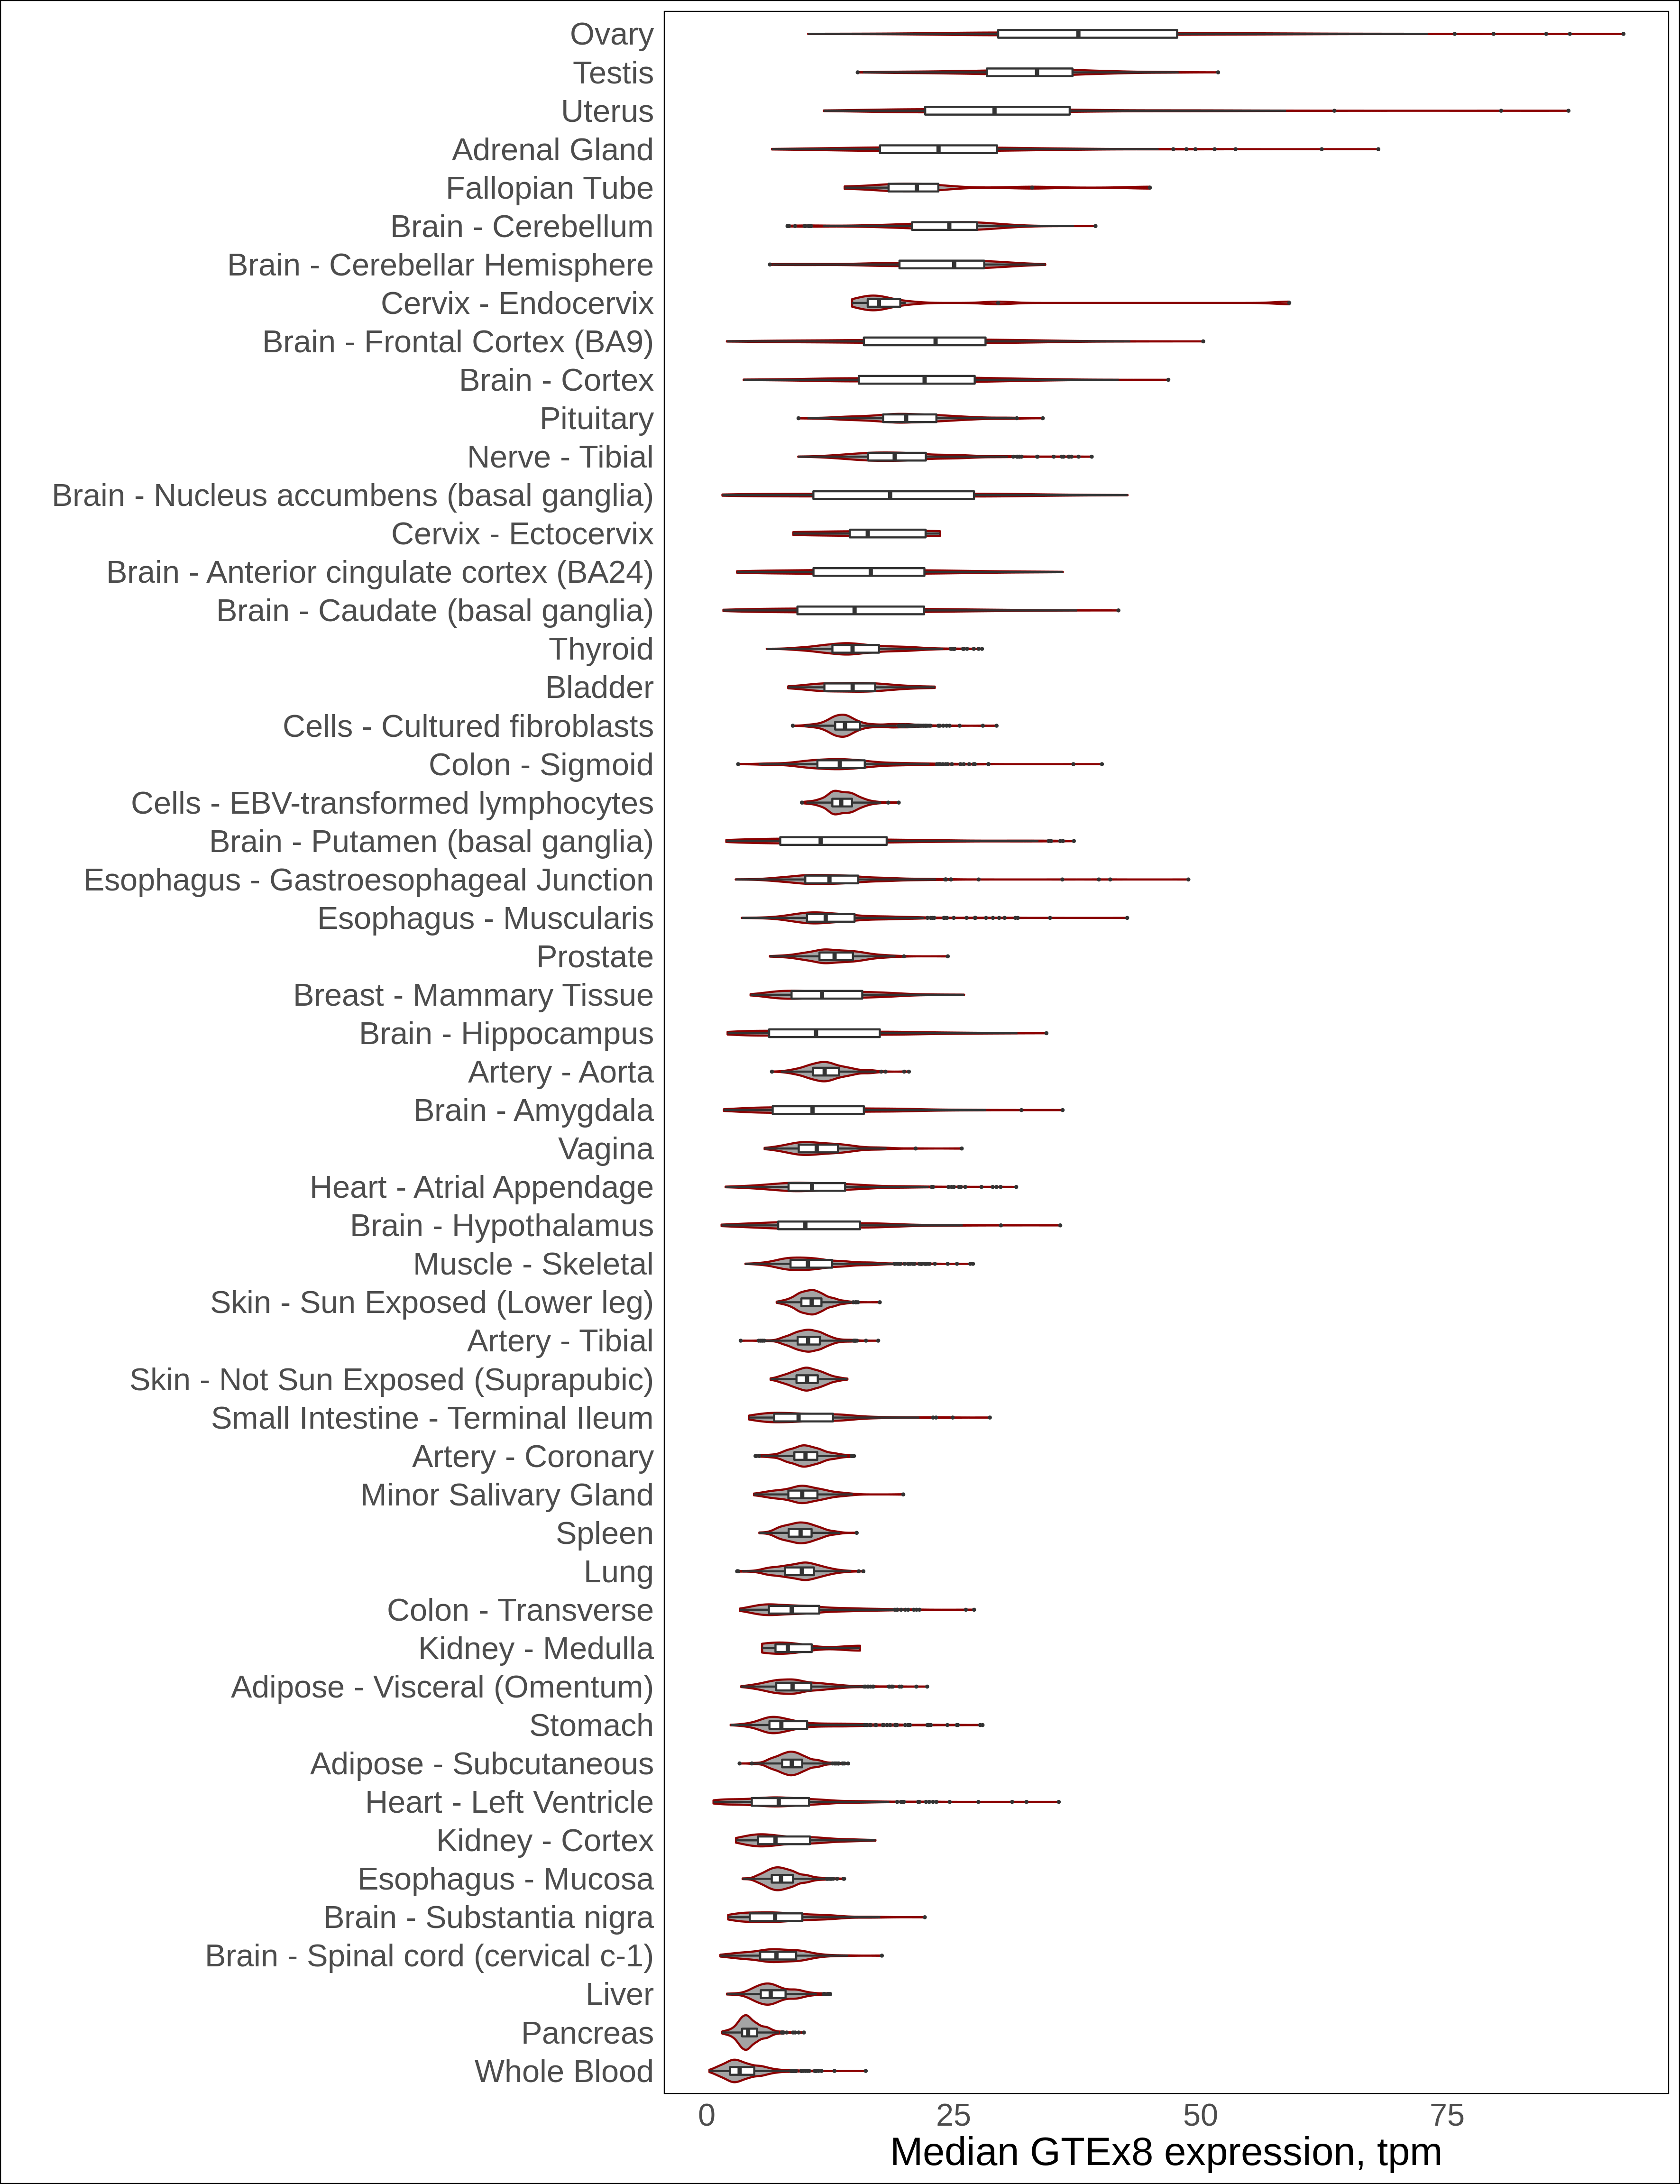 Ovary
Testis
Uterus
Adrenal Gland
Fallopian Tube
Brain - Cerebellum
Brain - Cerebellar Hemisphere
Cervix - Endocervix
Brain - Frontal Cortex (BA9)
Brain - Cortex
Pituitary
Nerve - Tibial
Brain - Nucleus accumbens (basal ganglia)
Cervix - Ectocervix
Brain - Anterior cingulate cortex (BA24)
Brain - Caudate (basal ganglia)
Thyroid
Bladder
Cells - Cultured fibroblasts
Colon - Sigmoid
Cells - EBV-transformed lymphocytes
Brain - Putamen (basal ganglia)
Esophagus - Gastroesophageal Junction
Esophagus - Muscularis
Prostate
Breast - Mammary Tissue
Brain - Hippocampus
Artery - Aorta
Brain - Amygdala
Vagina
Heart - Atrial Appendage
Brain - Hypothalamus
Muscle - Skeletal
Skin - Sun Exposed (Lower leg)
Artery - Tibial
Skin - Not Sun Exposed (Suprapubic)
Small Intestine - Terminal Ileum
Artery - Coronary
Minor Salivary Gland
Spleen
Lung
Colon - Transverse
Kidney - Medulla
Adipose - Visceral (Omentum)
Stomach
Adipose - Subcutaneous
Heart - Left Ventricle
Kidney - Cortex
Esophagus - Mucosa
Brain - Substantia nigra
Brain - Spinal cord (cervical c-1)
Liver
Pancreas
Whole Blood
0 25 50 75
Median GTEx8 expression, tpm